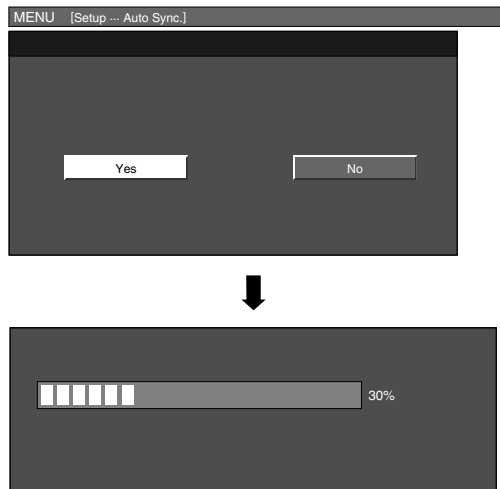 MENU [Setup ··· Auto Sync.]
Yes
No
30%